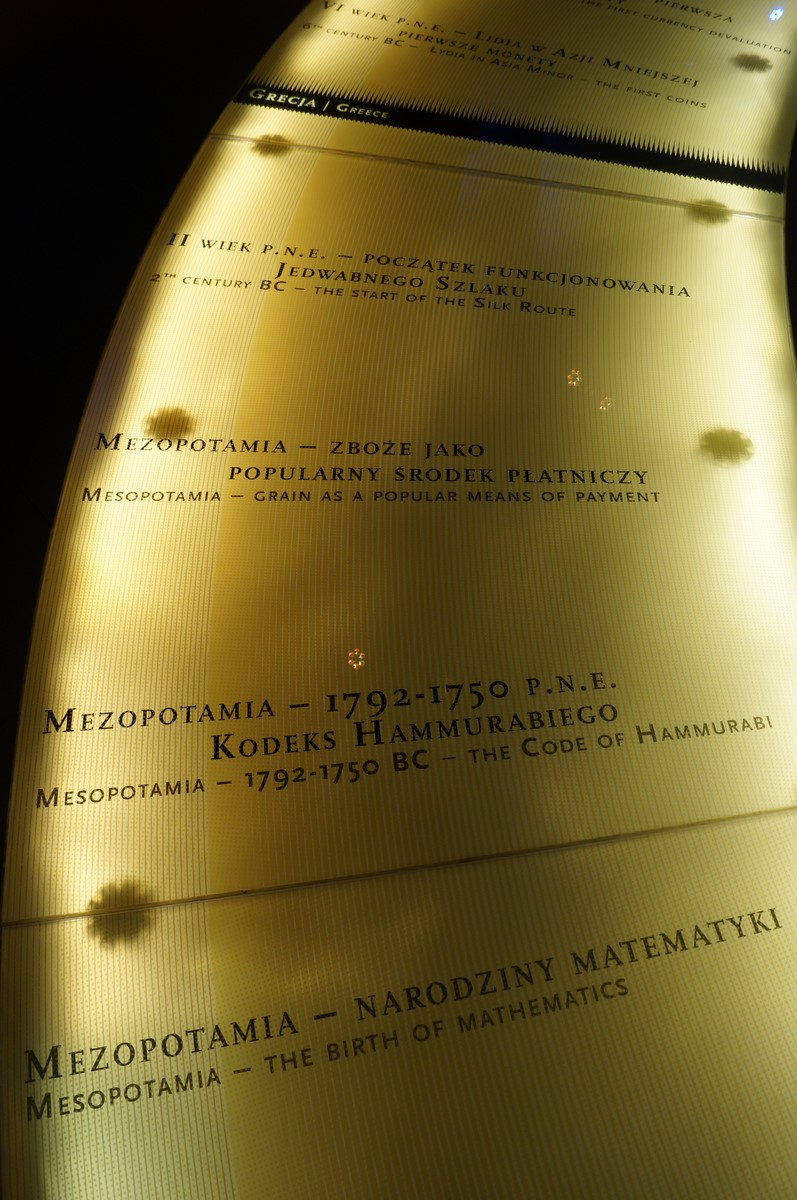 PIERWSZA
THE FIRST CURRENCY DEVALUATION
VI WIEK P.N.E. – LIDIA W AZJI MNIEJSZEJ
PIERWSZE MONETY
6TH CENTURY BC – LYDIA IN ASIA MINOR – THE FIRST COINS
GRECJA / GREECE
II WIEK P.N.E. – POCZĄTEK FUNKCJONOWANIA
JEDWABNEGO SZLAKU
2TH CENTURY BC – THE START OF THE SILK ROUTE
MEZOPOTAMIA – ZBOŻE JAKO
POPULARNY ŚRODEK PŁATNICZY
MESOPOTAMIA – GRAIN AS A POPULAR MEANS OF PAYMENT
MEZOPOTAMIA – 1792-1750 P.N.E.
KODEKS HAMMURABIEGO
MESOPOTAMIA – 1792-1750 BC – THE CODE OF HAMMURABI
MEZOPOTAMIA – NARODZINY MATEMATYKI
MESOPOTAMIA – THE BIRTH OF MATHEMATICS